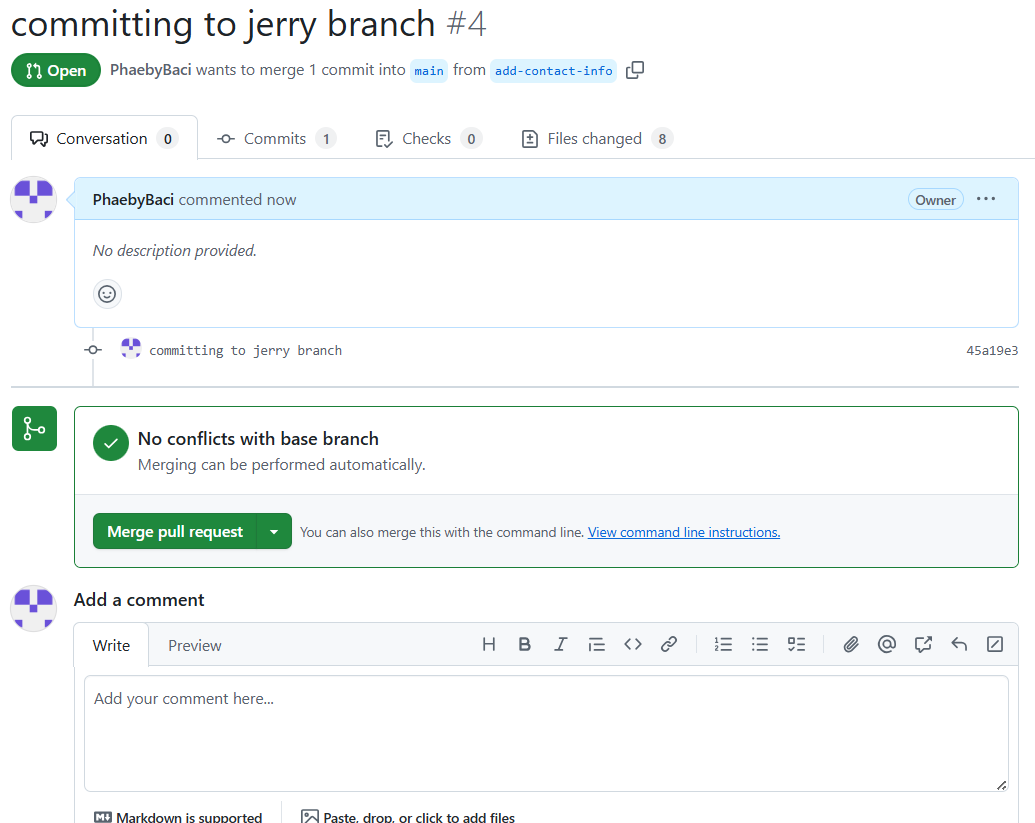 committing to jerry branch #4
Open PhaebyBaci wants to merge 1 commit into main from add-contact-info
Conversation 0 Commits 1 Checks 0 Files changed 8
PhaebyBaci commented now Owner
No description provided.
committing to jerry branch 45a19e3
No conflicts with base branch
Merging can be performed automatically.
Merge pull request You can also merge this with the command line. View command line instructions.
Add a comment
Write Preview
Add your comment here...
Markdown is supported Paste, drop, or click to add files